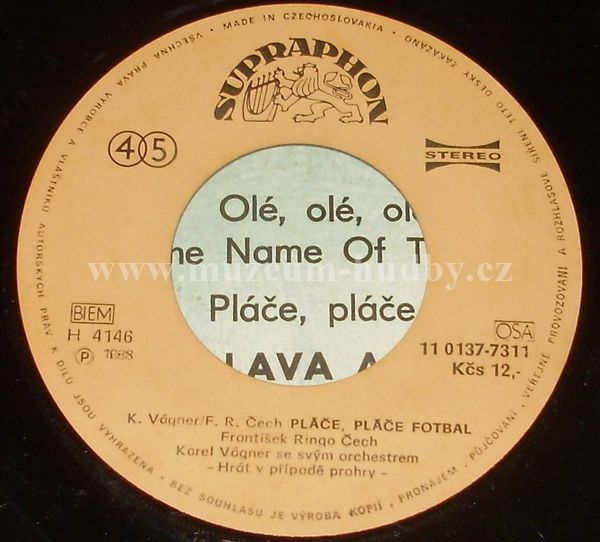 MADE IN CZECHOSLOVAKIA • NEOPRÁVNĚNÉ ŠÍŘENÍ TÉTO DESKY ZAKÁZÁNO
VEŘEJNÉ PROVOZOVÁNÍ A ROZHLASOVÉ
PŮJČOVÁNÍ,
PRONÁJEM,
BEZ SOUHLASU JE VÝROBA KOPIÍ,
VŠECHNA PRÁVA VÝROBCE A VLASTNÍKŮ AUTORSKÝCH PRÁV K DÍLU JSOU VYHRAZENA •
SUPRAPHON
45
STEREO
Olé, olé, olé
he Name Of T
www.muzeum-hudby.cz
Pláče, pláče
LAVA A
BIEM
H 4146
Ⓟ 1988
OSA
11 0137-7311
Kčs 12,-
K. Vágner/F. R. Čech PLÁČE, PLÁČE FOTBAL
František Ringo Čech
Karel Vágner se svým orchestrem
- Hrát v případě prohry -